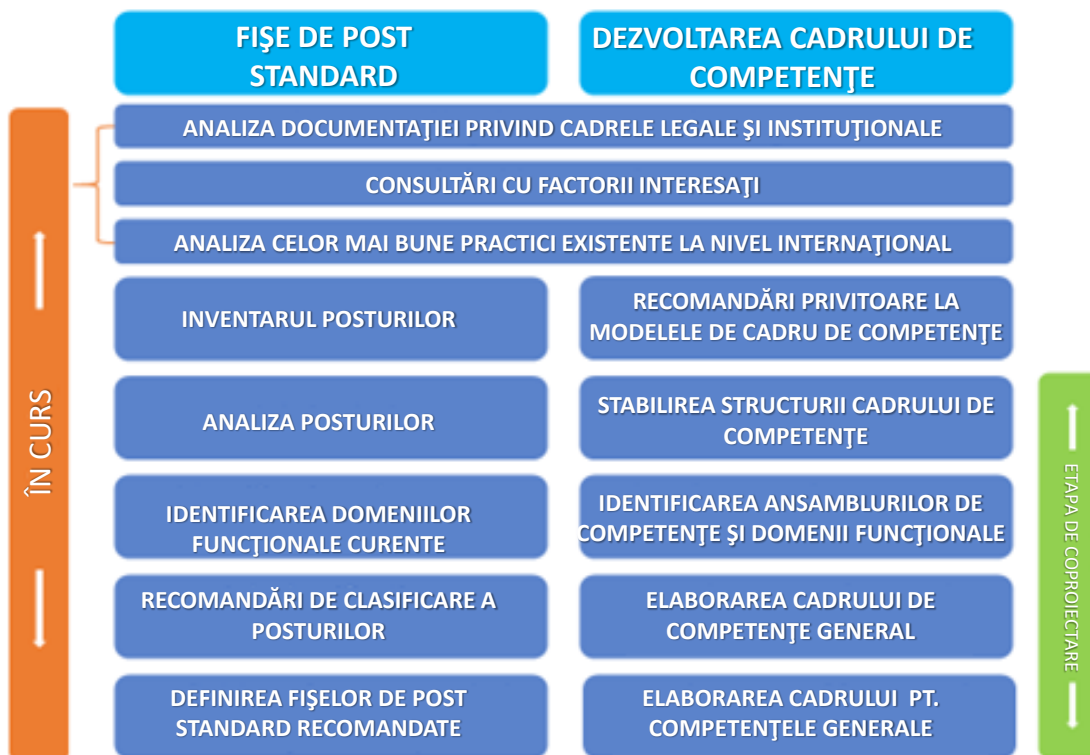 FIŞE DE POST
STANDARD
DEZVOLTAREA CADRULUI DE
COMPETENŢE
ANALIZA DOCUMENTAŢIEI PRIVIND CADRELE LEGALE ŞI INSTITUŢIONALE
CONSULTĂRI CU FACTORII INTERESAŢI
ANALIZA CELOR MAI BUNE PRACTICI EXISTENTE LA NIVEL INTERNAŢIONAL
INVENTARUL POSTURILOR
RECOMANDĂRI PRIVITOARE LA
MODELELE DE CADRU DE COMPETENŢE
ANALIZA POSTURILOR
STABILIREA STRUCTURII CADRULUI DE
COMPETENŢE
IDENTIFICAREA DOMENIILOR
FUNCŢIONALE CURENTE
IDENTIFICAREA ANSAMBLURILOR DE
COMPETENŢE ŞI DOMENII FUNCŢIONALE
RECOMANDĂRI DE CLASIFICARE A
POSTURILOR
ELABORAREA CADRULUI DE
COMPETENŢE GENERAL
DEFINIREA FIŞELOR DE POST
STANDARD RECOMANDATE
ELABORAREA CADRULUI PT.
COMPETENŢELE GENERALE
ÎN CURS
ETAPA DE COPROIECTARE